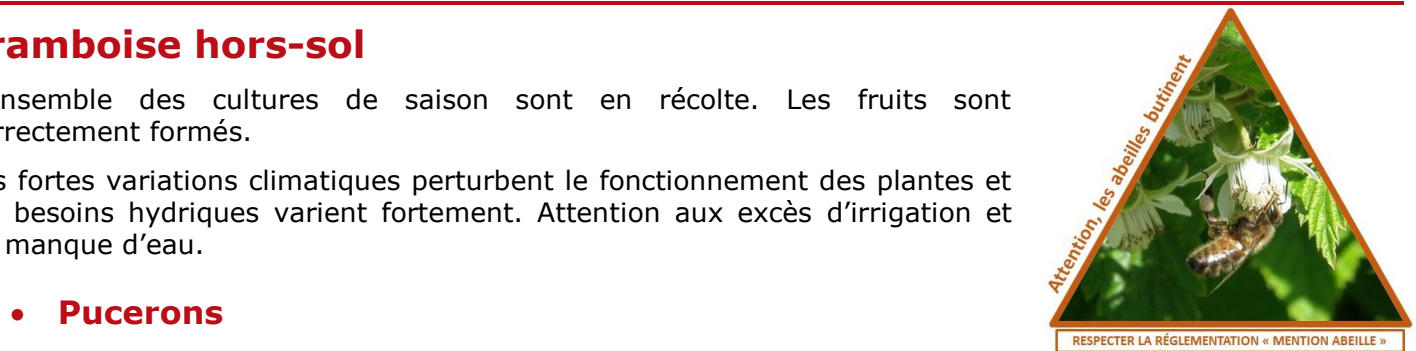 ramboise hors-sol
nsemble des cultures de saison sont en récolte. Les fruits sont
rrectement formés.
s fortes variations climatiques perturbent le fonctionnement des plantes et
besoins hydriques varient fortement. Attention aux excès d’irrigation et
manque d’eau.
• Pucerons
Attention, les abeilles butinent
RESPECTER LA RÉGLEMENTATION « MENTION ABEILLE »